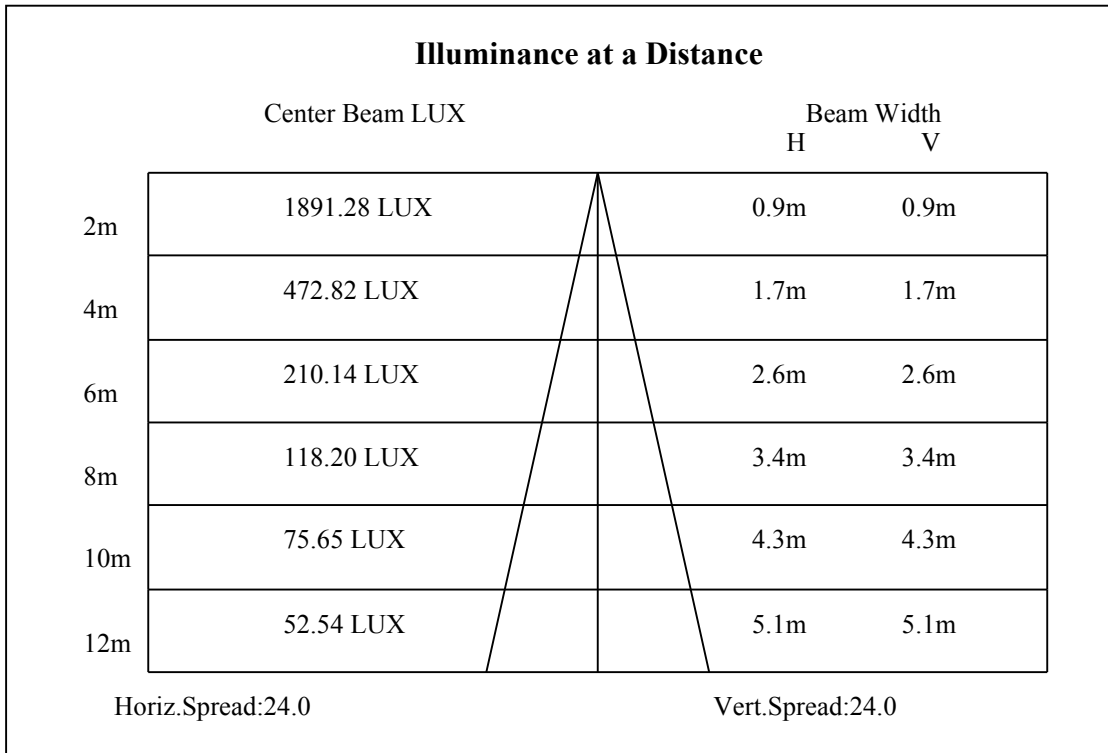 Illuminance at a Distance
Center Beam LUX Beam Width
H V
2m 1891.28 LUX 0.9m 0.9m
4m 472.82 LUX 1.7m 1.7m
6m 210.14 LUX 2.6m 2.6m
8m 118.20 LUX 3.4m 3.4m
10m 75.65 LUX 4.3m 4.3m
12m 52.54 LUX 5.1m 5.1m
Horiz.Spread:24.0 Vert.Spread:24.0